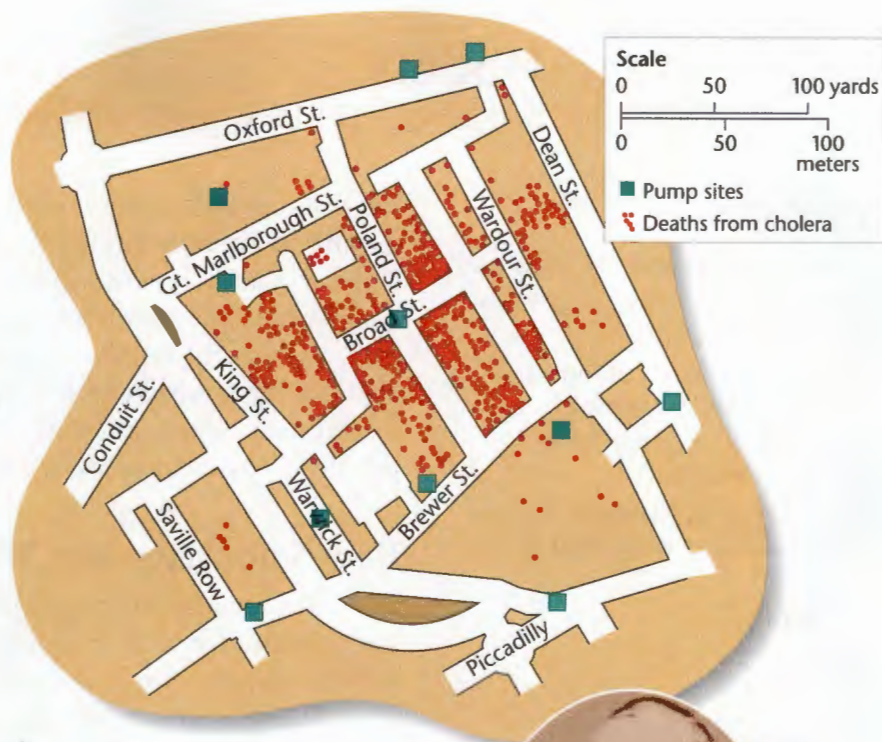 Scale
0 50 100 yards
0 50 100
meters
Pump sites
Deaths from cholera
Oxford St.
Gt. Marlborough St.
Poland St.
Wardour St.
Dean St.
Broad St.
King St.
Conduit St.
Warwick St.
Brewer St.
Saville Row
Piccadilly